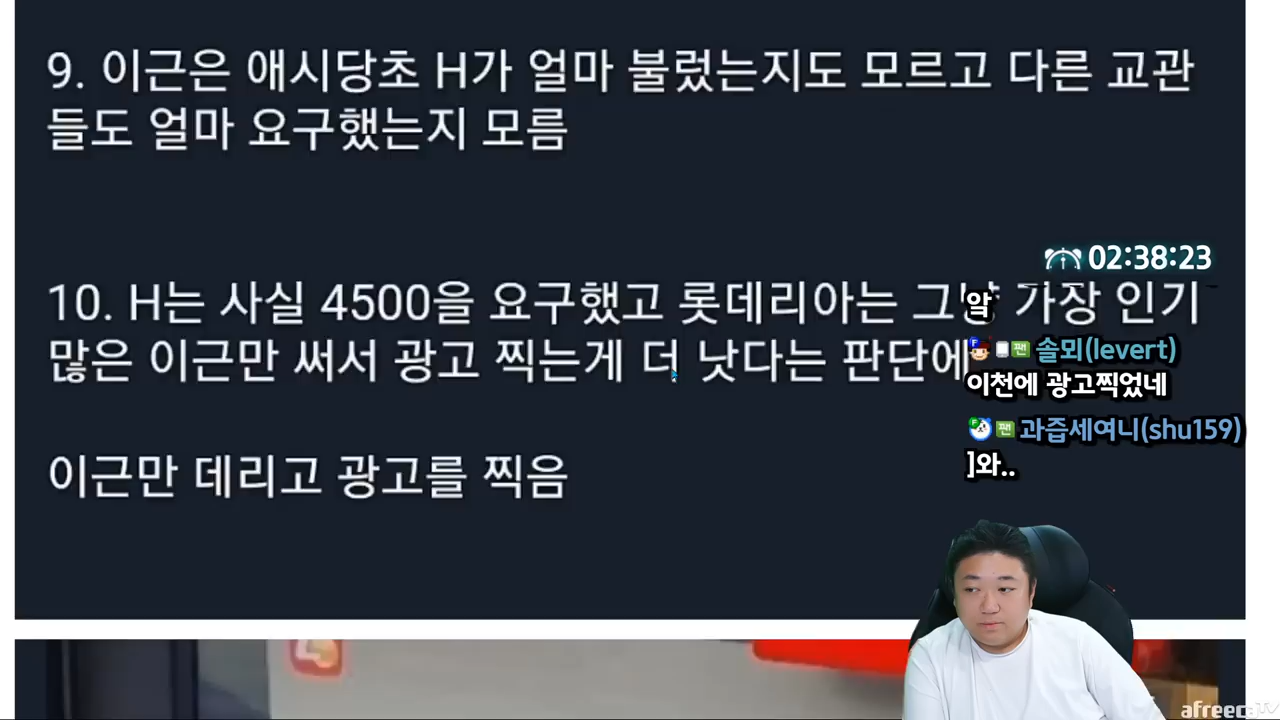 9. 이근은 애시당초 H가 얼마 불렀는지도 모르고 다른 교관
들도 얼마 요구했는지 모름
02:38:23
10. H는 사실 4500을 요구했고 롯데리아는 그냥 가장 인기
많은 이근만 써서 광고 찍는게 더 낫다는 판단에
이근만 데리고 광고를 찍음
앜
솔뫼(levert)
이천에 광고찍었네
과즙세여니(shu159)
]와..
afreecaTV